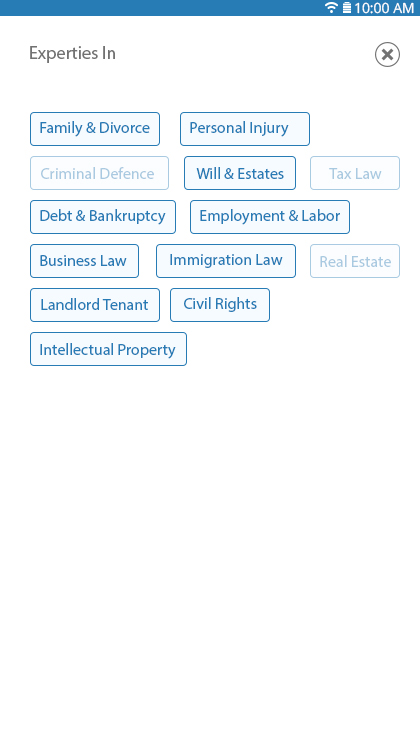 10:00 AM
Experties In
Family & Divorce Personal Injury
Criminal Defence Will & Estates Tax Law
Debt & Bankruptcy Employment & Labor
Business Law Immigration Law Real Estate
Landlord Tenant Civil Rights
Intellectual Property